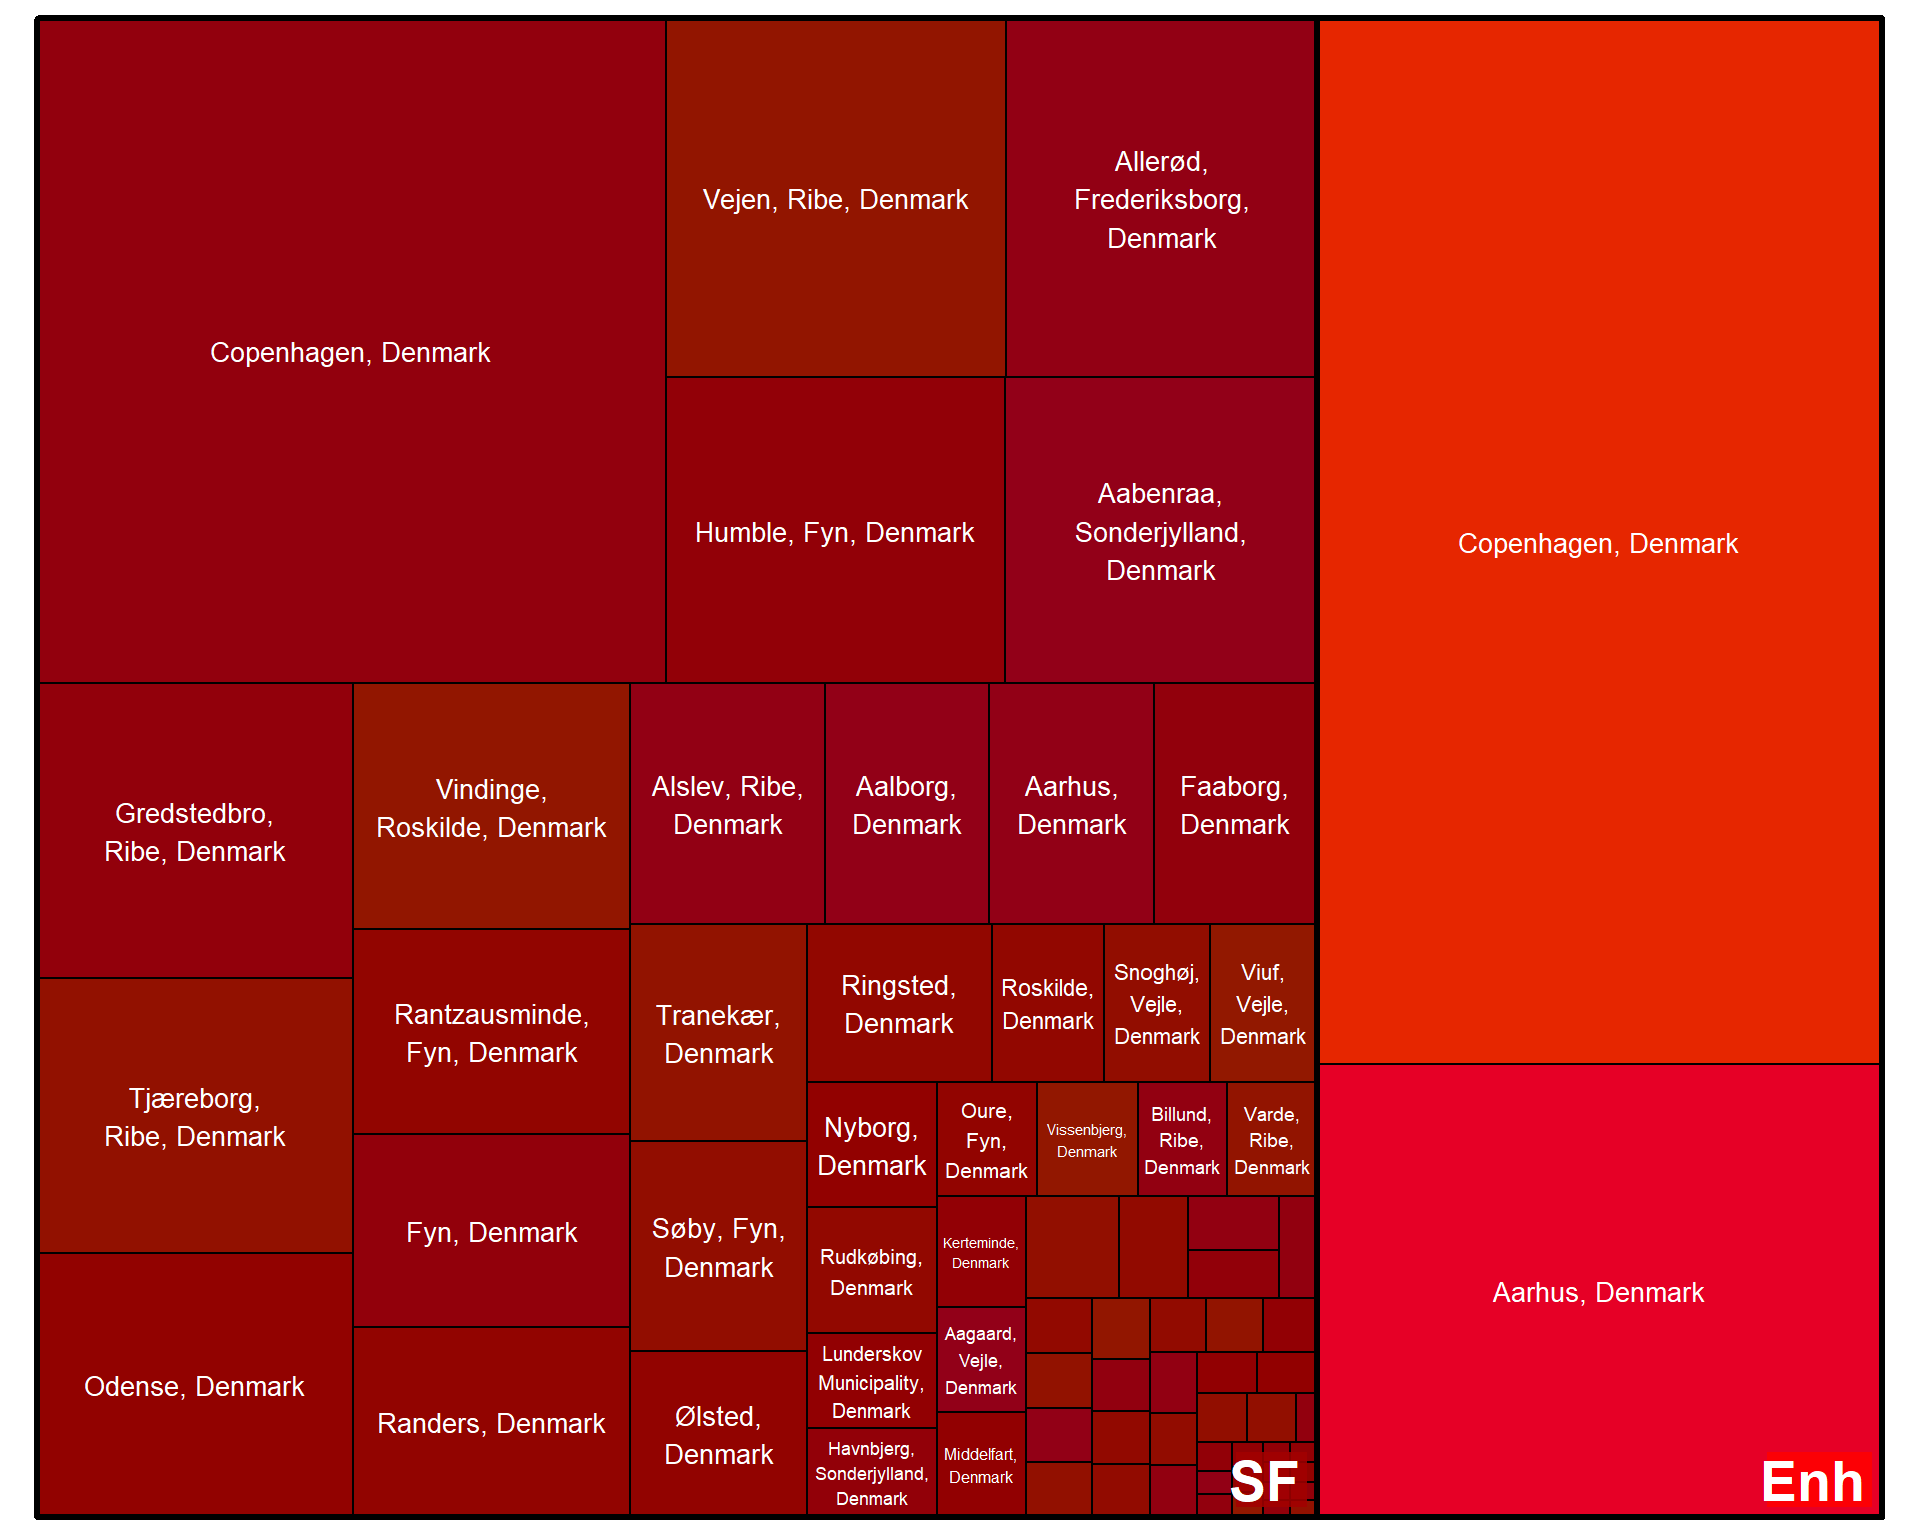 Copenhagen, Denmark
Vejen, Ribe, Denmark
Allerød,
Frederiksborg,
Denmark
Humble, Fyn, Denmark
Aabenraa,
Sonderjylland,
Denmark
Gredstedbro,
Ribe, Denmark
Tjæreborg,
Ribe, Denmark
Odense, Denmark
Vindinge,
Roskilde, Denmark
Rantzausminde,
Fyn, Denmark
Fyn, Denmark
Randers, Denmark
Alslev, Ribe,
Denmark
Aalborg,
Denmark
Aarhus,
Denmark
Faaborg,
Denmark
Tranekær,
Denmark
Søby, Fyn,
Denmark
Ølsted,
Denmark
Ringsted,
Denmark
Roskilde,
Denmark
Snoghøj,
Vejle,
Denmark
Viuf,
Vejle,
Denmark
Nyborg,
Denmark
Rudkøbing,
Denmark
Lunderskov
Municipality,
Denmark
Havnbjerg,
Sonderjylland,
Denmark
Oure,
Fyn,
Denmark
Vissenbjerg,
Denmark
Billund,
Ribe,
Denmark
Varde,
Ribe,
Denmark
Kerteminde,
Denmark
Aagaard,
Vejle,
Denmark
Middelfart,
Denmark
SF
Copenhagen, Denmark
Aarhus, Denmark
Enh